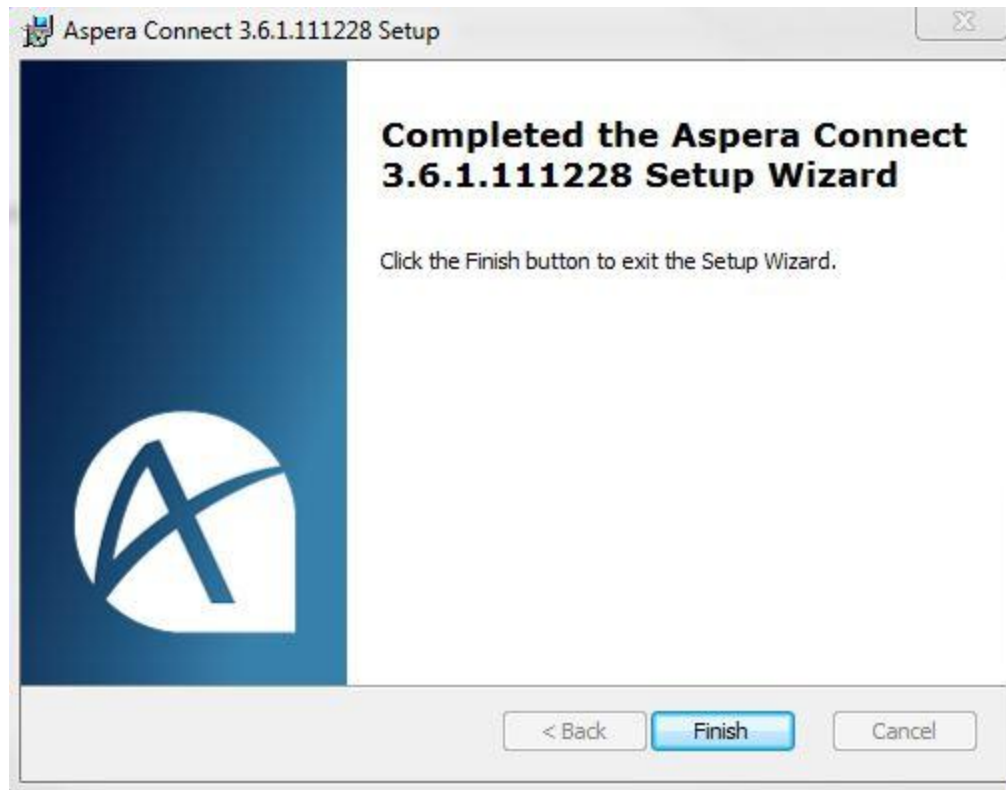 Aspera Connect 3.6.1.111228 Setup
Completed the Aspera Connect
3.6.1.111228 Setup Wizard
Click the Finish button to exit the Setup Wizard.
< Back Finish Cancel